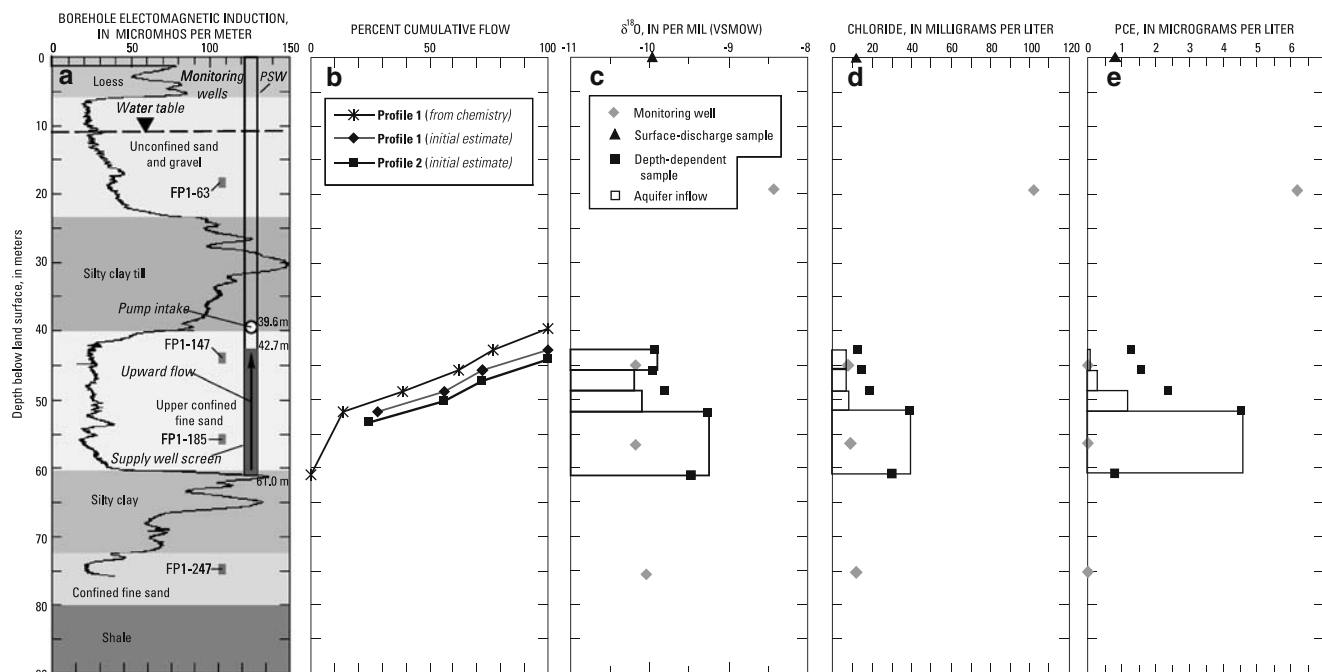 BOREHOLE ELECTOMAGNETIC INDUCTION,
IN MICROMHOS PER METER
0 50 100 150
Depth below land surface, in meters
0
10
20
30
40
50
60
70
80
90
a
Loess
Monitoring
wells
PSW
Water table
Unconfined sand
and gravel
FP1-63
Silty clay till
Pump intake
39.6 m
42.7 m
FP1-147
Upward flow
Upper confined
fine sand
FP1-185
Supply well screen
61.0 m
Silty clay
FP1-247
Confined fine sand
Shale
PERCENT CUMULATIVE FLOW
0 50 100
b
Profile 1 (from chemistry)
Profile 1 (initial estimate)
Profile 2 (initial estimate)
δ¹⁸O, IN PER MIL (VSMOW)
-11 -10 -9 -8
c
Monitoring well
Surface-discharge sample
Depth-dependent
sample
Aquifer inflow
CHLORIDE, IN MILLIGRAMS PER LITER
0 20 40 60 80 100 120
d
PCE, IN MICROGRAMS PER LITER
0 1 2 3 4 5 6
e